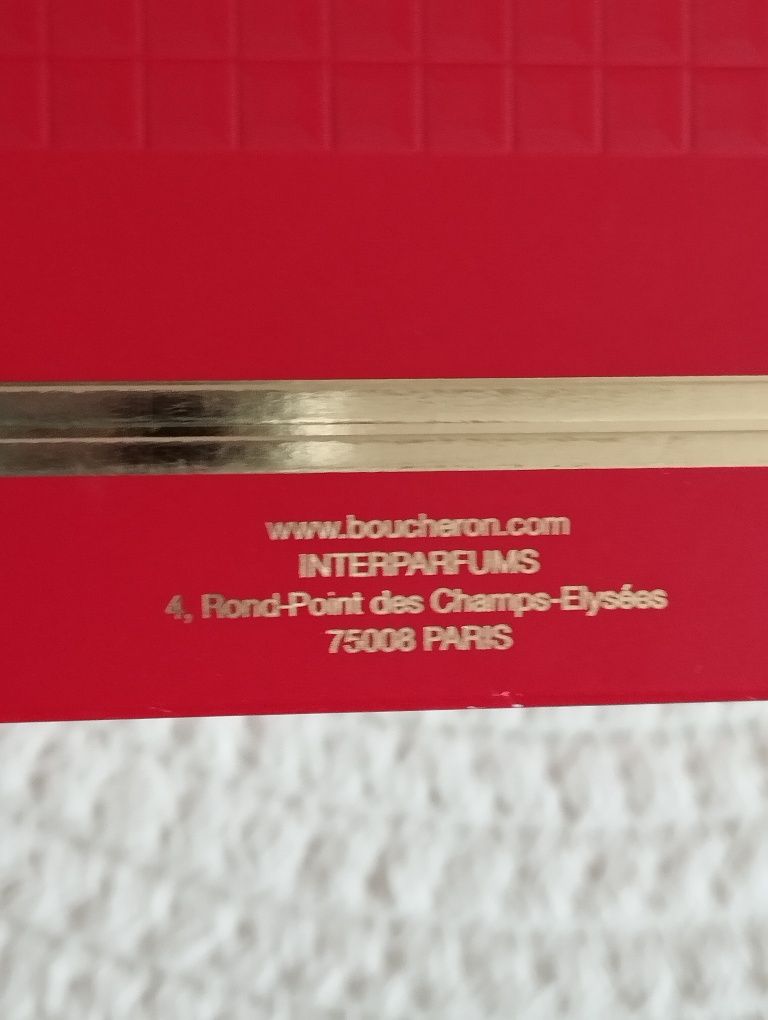 www.boucheron.com
INTERPARFUMS
4, Rond-Point des Champs-Elysées
75008 PARIS